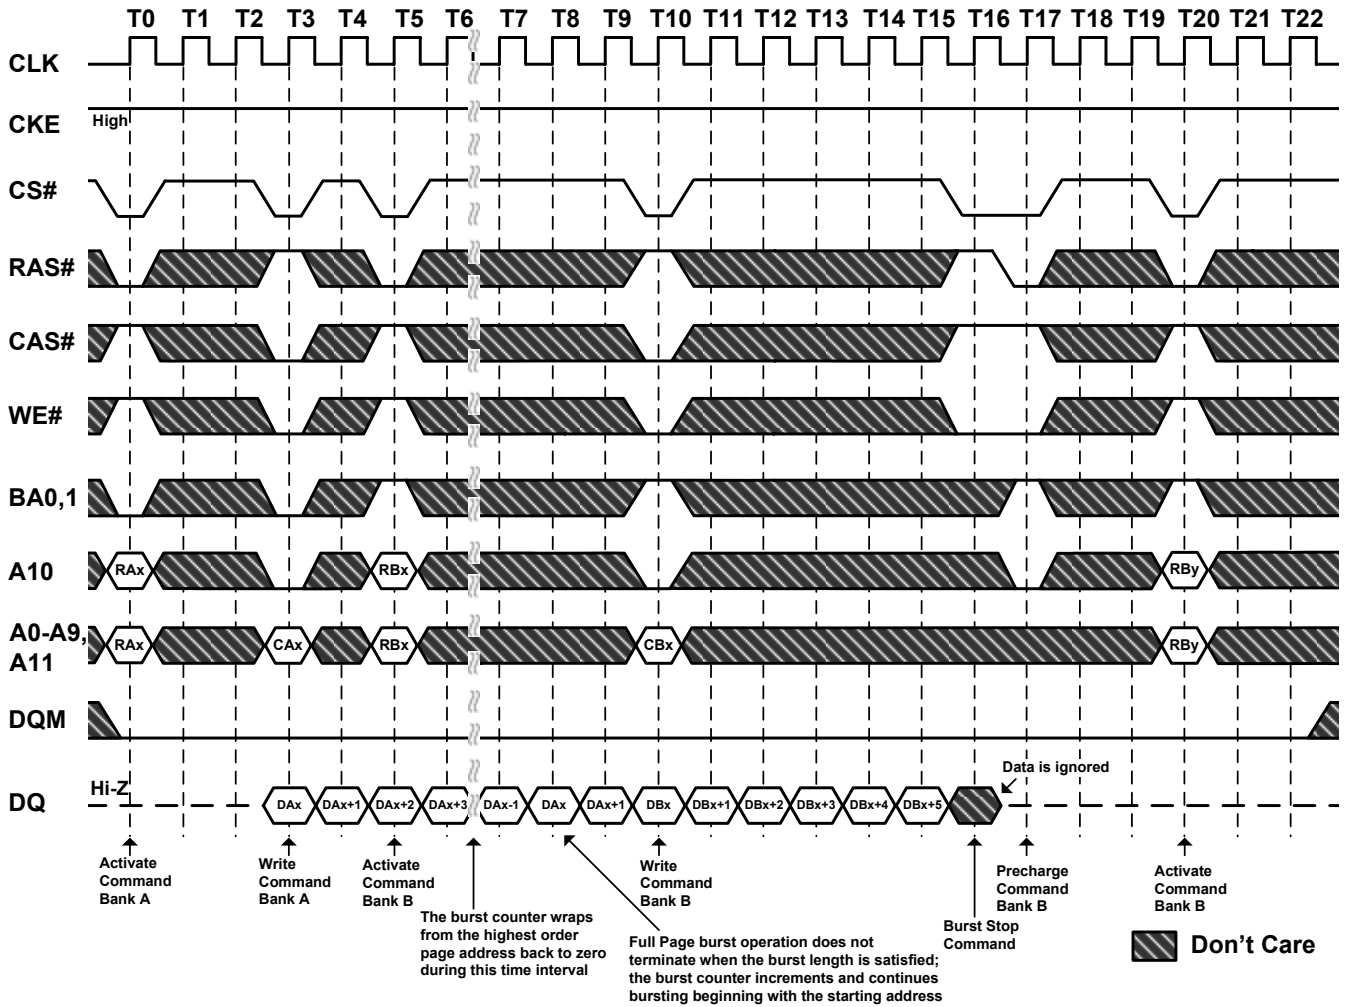 T0 T1 T2 T3 T4 T5 T6 T7 T8 T9 T10 T11 T12 T13 T14 T15 T16 T17 T18 T19 T20 T21 T22
CLK
CKE
High
CS#
RAS#
CAS#
WE#
BA0,1
A10
RAx RBx RBy
A0-A9,
A11
RAx CAx RBx CBx RBy
DQM
Data is ignored
DQ
Hi-Z
DAx DAx+1 DAx+2 DAx+3 DAx-1 DAx DAx+1 DBx DBx+1 DBx+2 DBx+3 DBx+4 DBx+5
Activate
Command
Bank A
Write
Command
Bank A
Activate
Command
Bank B
The burst counter wraps
from the highest order
page address back to zero
during this time interval
Write
Command
Bank B
Full Page burst operation does not
terminate when the burst length is satisfied;
the burst counter increments and continues
bursting beginning with the starting address
Burst Stop
Command
Precharge
Command
Bank B
Activate
Command
Bank B
Don't Care